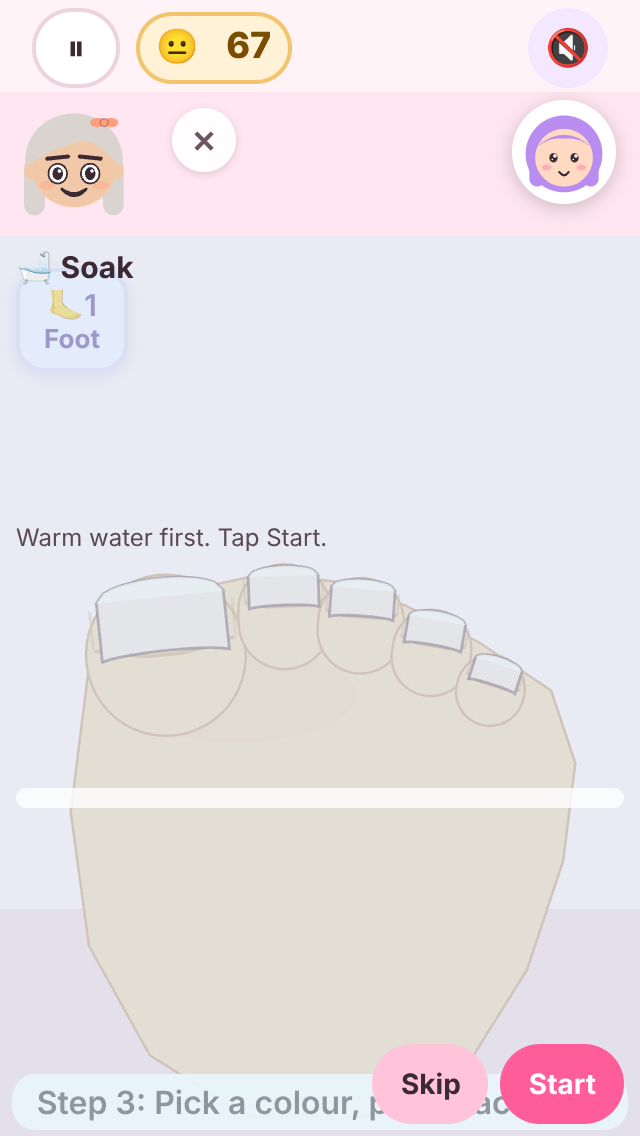 67
Soak
1
Foot
Warm water first. Tap Start.
Skip
Start
Step 3: Pick a colour,